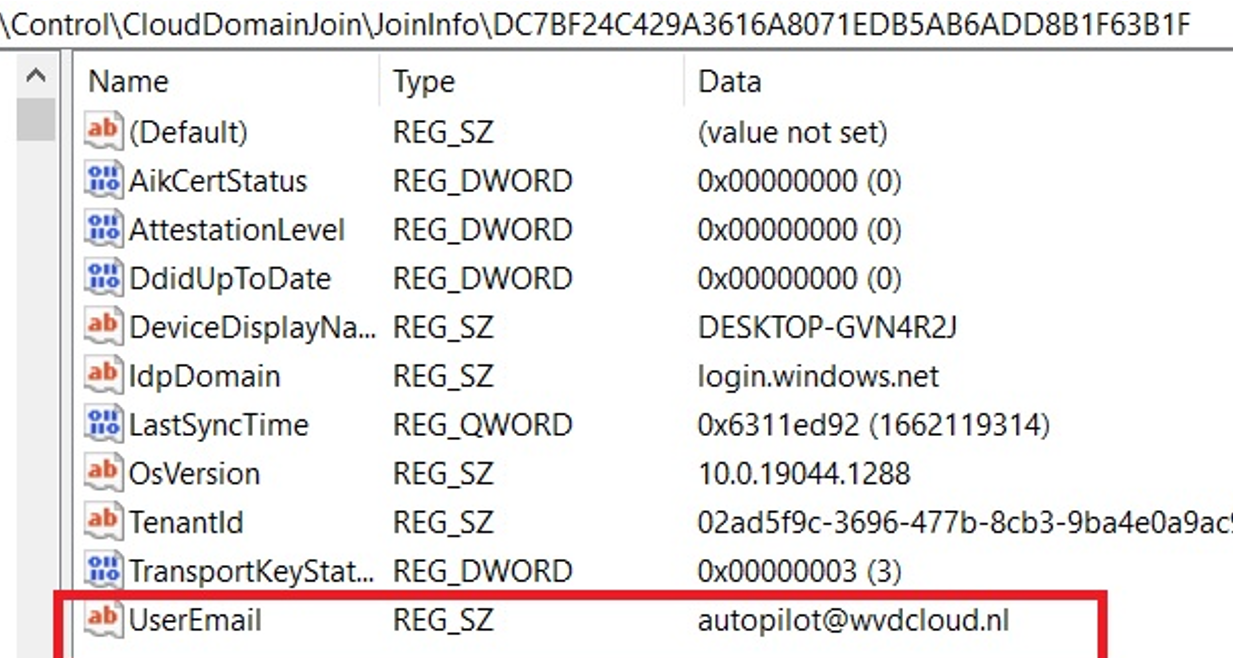 \Control\CloudDomainJoin\JoinInfo\DC7BF24C429A3616A8071EDB5AB6ADD8B1F63B1F
Name Type Data
(Default) REG_SZ (value not set)
AikCertStatus REG_DWORD 0x00000000 (0)
AttestationLevel REG_DWORD 0x00000000 (0)
DdidUpToDate REG_DWORD 0x00000000 (0)
DeviceDisplayNa... REG_SZ DESKTOP-GVN4R2J
IdpDomain REG_SZ login.windows.net
LastSyncTime REG_QWORD 0x6311ed92 (1662119314)
OsVersion REG_SZ 10.0.19044.1288
TenantId REG_SZ 02ad5f9c-3696-477b-8cb3-9ba4e0a9ac9
TransportKeyStat... REG_DWORD 0x00000003 (3)
UserEmail REG_SZ autopilot@wvdcloud.nl